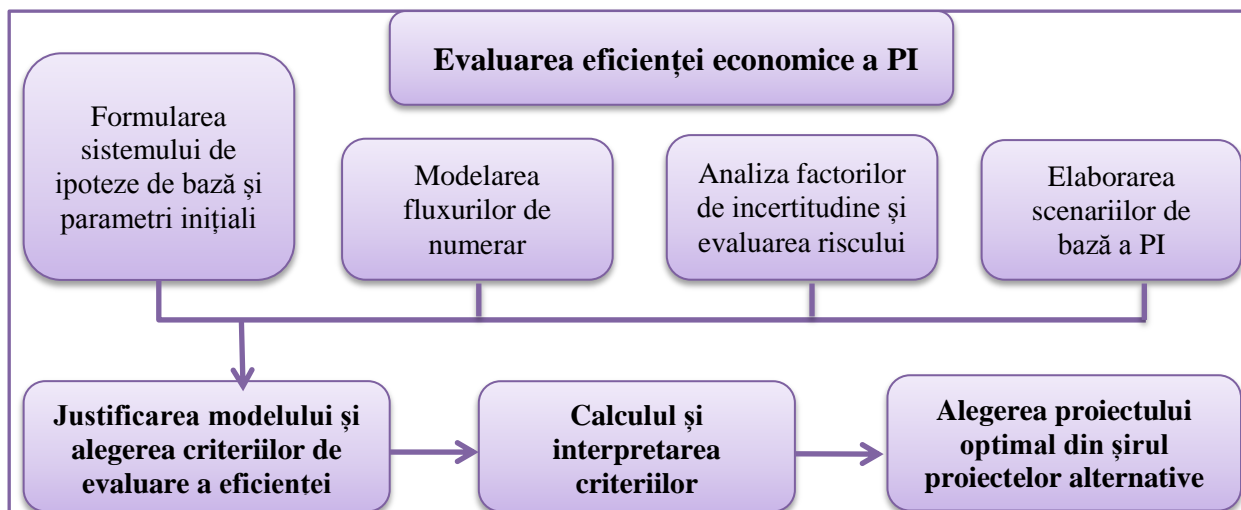 Evaluarea eficienței economice a PI
Formularea
sistemului de
ipoteze de bază și
parametri inițiali
Modelarea
fluxurilor de
numerar
Analiza factorilor
de incertitudine și
evaluarea riscului
Elaborarea
scenariilor de
bază a PI
Justificarea modelului și
alegerea criteriilor de
evaluare a eficienței
Calculul și
interpretarea
criteriilor
Alegerea proiectului
optimal din șirul
proiectelor alternative